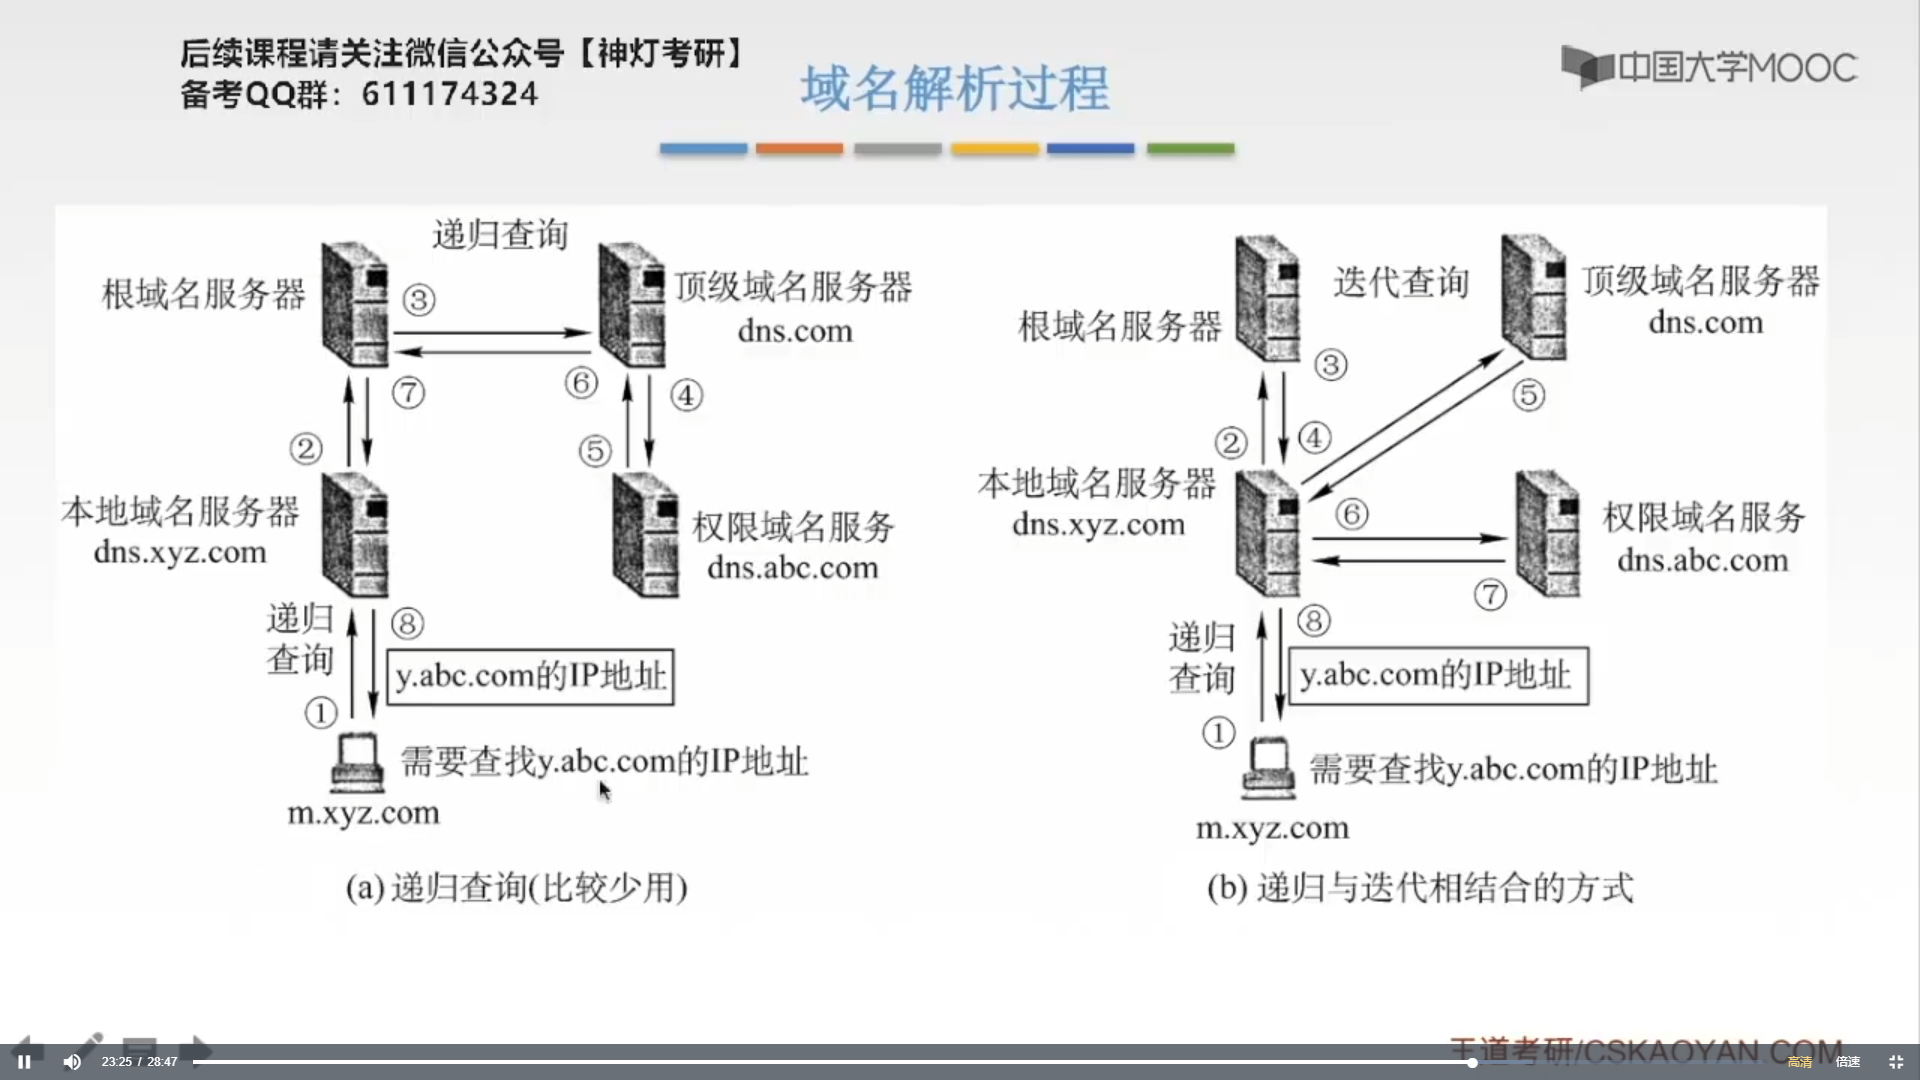 后续课程请关注微信公众号【神灯考研】
备考QQ群：611174324
域名解析过程
中国大学MOOC
递归查询
根域名服务器
③
顶级域名服务器
dns.com
⑦
⑥
④
②
⑤
本地域名服务器
dns.xyz.com
权限域名服务
dns.abc.com
递归
查询
⑧
y.abc.com的IP地址
①
需要查找y.abc.com的IP地址
m.xyz.com
(a) 递归查询(比较少用)
迭代查询
顶级域名服务器
dns.com
根域名服务器
③
⑤
②
④
本地域名服务器
dns.xyz.com
⑥
权限域名服务
dns.abc.com
⑦
递归
查询
⑧
y.abc.com的IP地址
①
需要查找y.abc.com的IP地址
m.xyz.com
(b) 递归与迭代相结合的方式
王道考研/CSKAOYAN.COM
23:25 / 28:47
高清
倍速